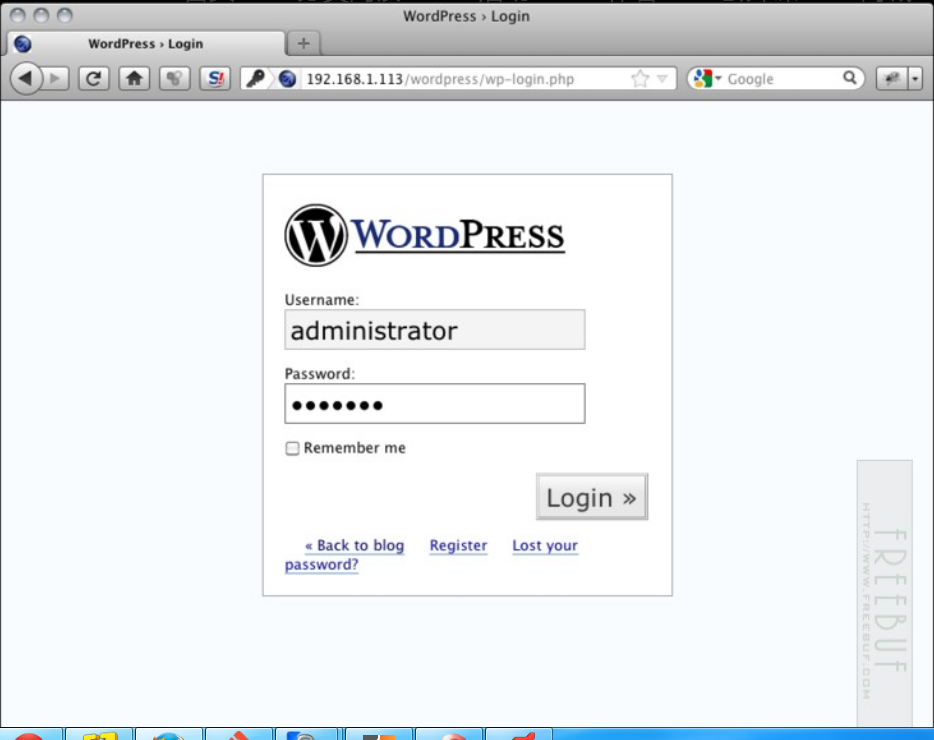 WordPress › Login
WordPress › Login
192.168.1.113/wordpress/wp-login.php
Google
WORDPRESS
Username:
administrator
Password:
•••••••
Remember me
Login »
« Back to blog Register Lost your
password?
FREEBUF
HTTP://WWW.FREEBUF.COM